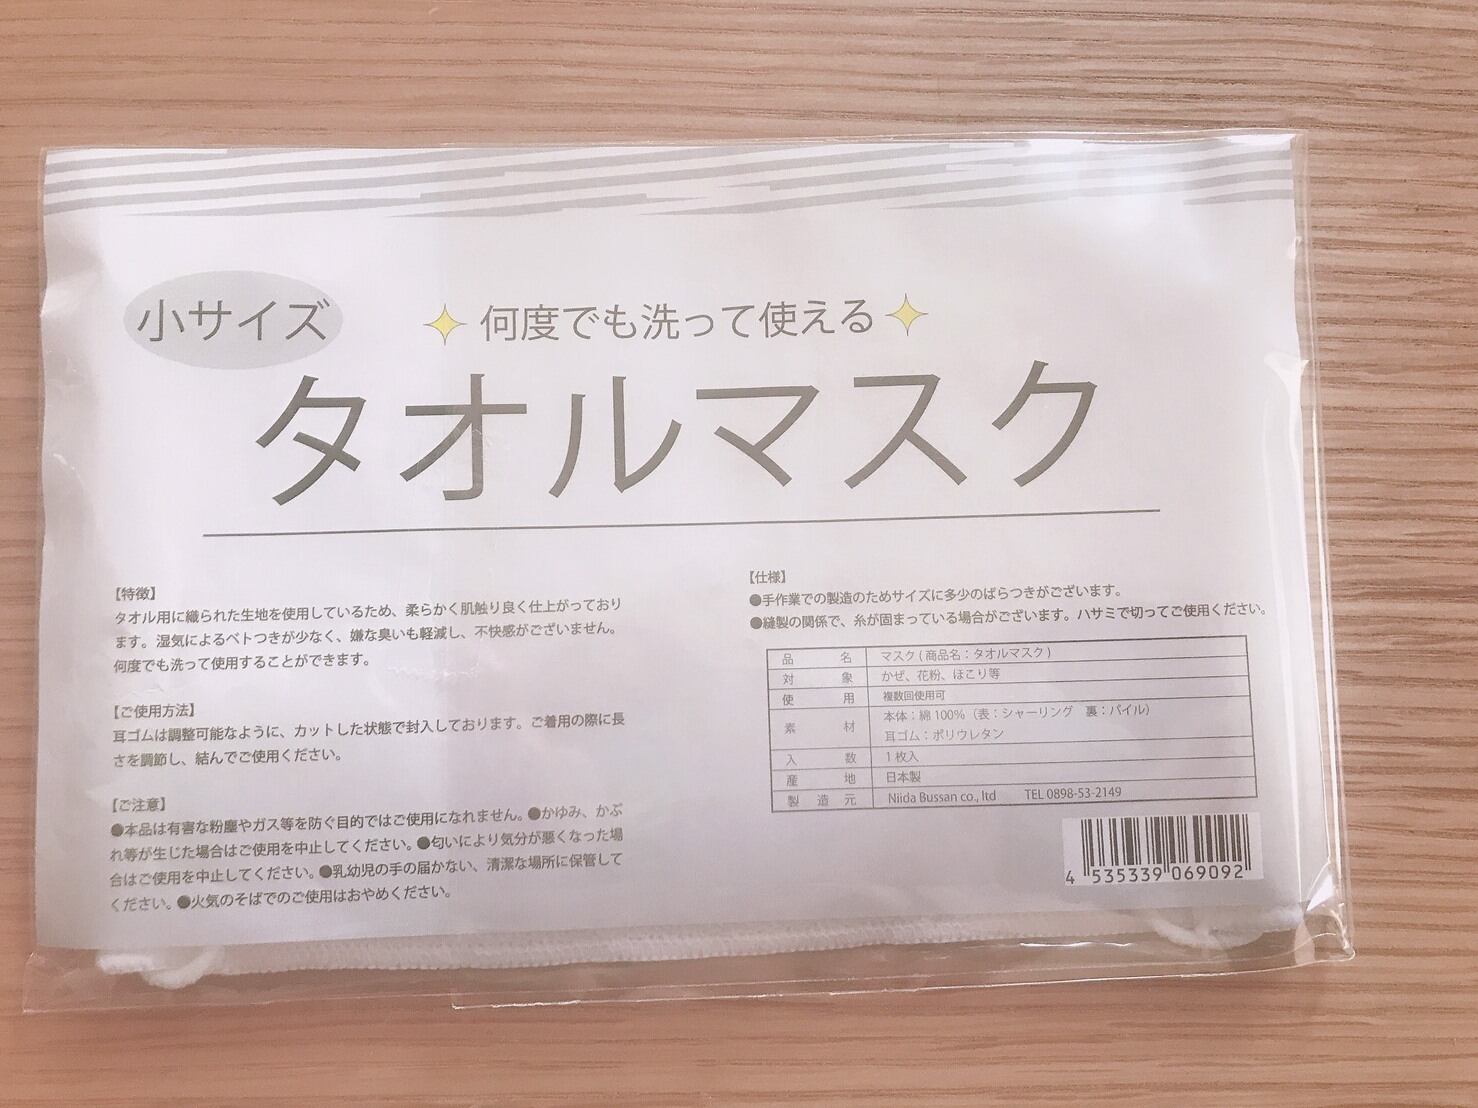 小サイズ
何度でも洗って使える
タオルマスク
【特徴】
タオル用に織られた生地を使用しているため、柔らかく肌触り良く仕上がっており
ます。湿気によるベトつきが少なく、嫌な臭いも軽減し、不快感がございません。
何度でも洗って使用することができます。
【ご使用方法】
耳ゴムは調整可能なように、カットした状態で封入しております。ご着用の際に長
さを調節し、結んでご使用ください。
【ご注意】
●本品は有害な粉塵やガス等を防ぐ目的ではご使用になれません。●かゆみ、かぶ
れ等が生じた場合はご使用を中止してください。●匂いにより気分が悪くなった場
合はご使用を中止してください。●乳幼児の手の届かない、清潔な場所に保管して
ください。●火気のそばでのご使用はおやめください。
【仕様】
●手作業での製造のためサイズに多少のばらつきがございます。
●縫製の関係で、糸が固まっている場合がございます。ハサミで切ってご使用ください。
品名 マスク(商品名:タオルマスク)
対象 かぜ、花粉、ほこり等
使用 複数回使用可
素材 本体:綿100%(表:シャーリング 裏:パイル)
耳ゴム:ポリウレタン
入数 1枚入
産地 日本製
製造元 Niida Bussan co., ltd TEL 0898-53-2149
4 535339 069092